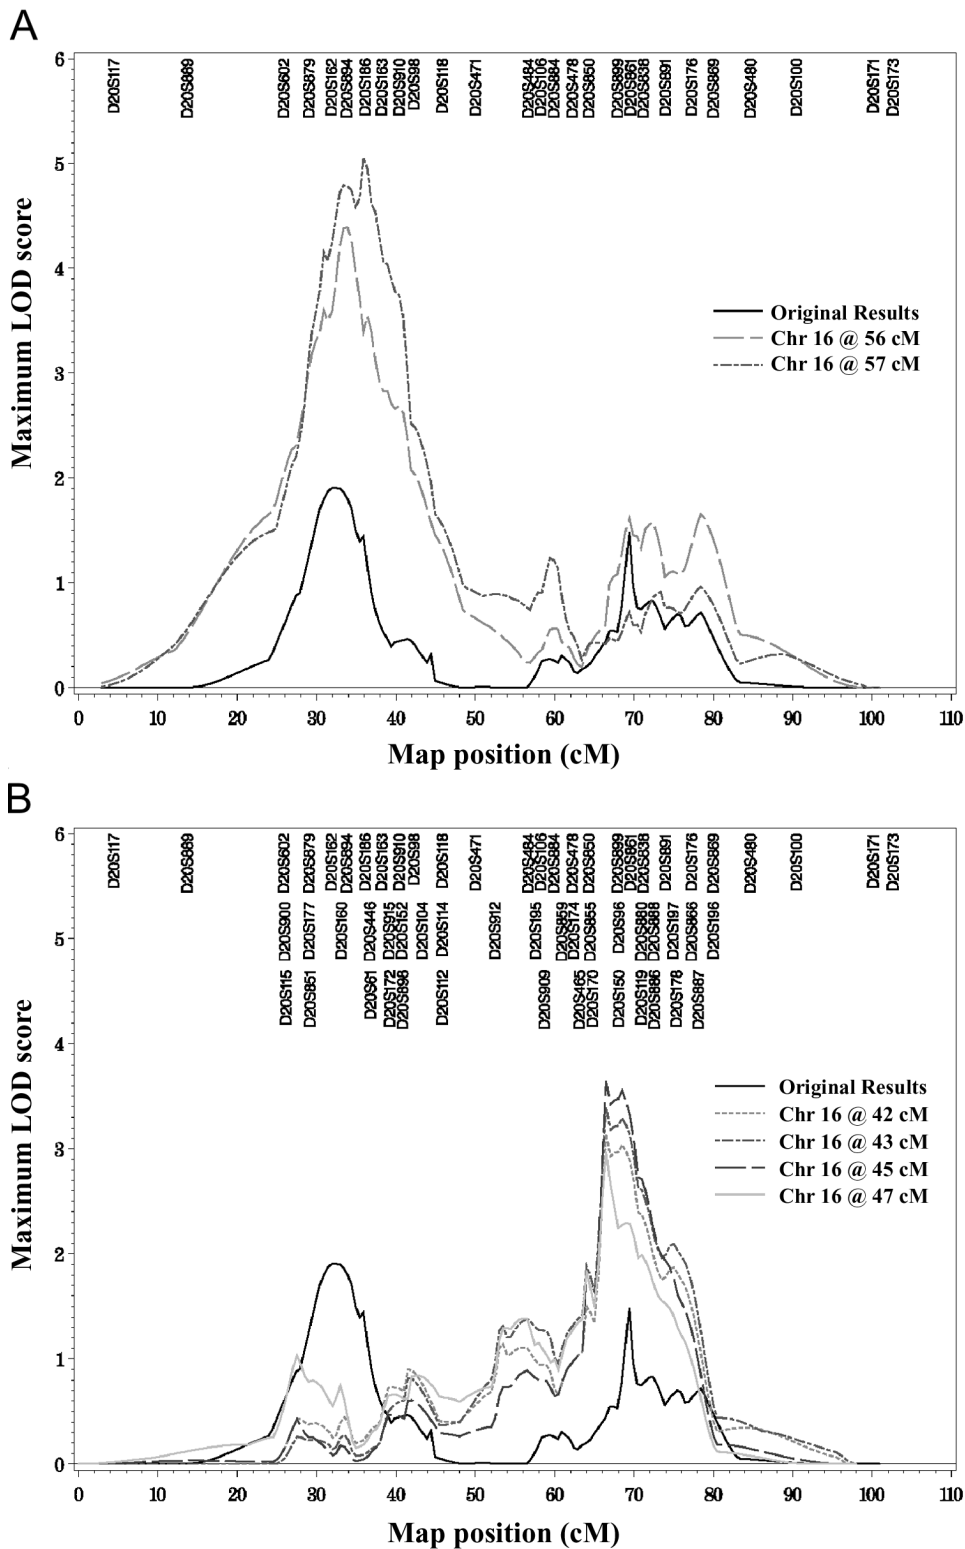 A
D20S117 D20S889 D20S602 D20S879 D20S162 D20S894 D20S186 D20S163 D20S910 D20S98 D20S118 D20S471 D20S484 D20S106 D20S884 D20S478 D20S850 D20S899 D20S861 D20S838 D20S891 D20S176 D20S869 D20S480 D20S100 D20S171 D20S173
6
5
4
3
2
1
0
Maximum LOD score
Original Results
Chr 16 @ 56 cM
Chr 16 @ 57 cM
0 10 20 30 40 50 60 70 80 90 100 110
Map position (cM)
B
D20S117 D20S889 D20S602 D20S879 D20S162 D20S894 D20S186 D20S163 D20S910 D20S98 D20S118 D20S471 D20S484 D20S106 D20S884 D20S478 D20S850 D20S899 D20S861 D20S838 D20S891 D20S176 D20S869 D20S480 D20S100 D20S171 D20S173
D20S900 D20S177 D20S160 D20S446 D20S915 D20S152 D20S104 D20S114 D20S912 D20S195 D20S859 D20S174 D20S855 D20S96 D20S880 D20S888 D20S197 D20S866 D20S196
D20S115 D20S851 D20S61 D20S172 D20S898 D20S112 D20S909 D20S465 D20S170 D20S150 D20S119 D20S886 D20S178 D20S887
6
5
4
3
2
1
0
Maximum LOD score
Original Results
Chr 16 @ 42 cM
Chr 16 @ 43 cM
Chr 16 @ 45 cM
Chr 16 @ 47 cM
0 10 20 30 40 50 60 70 80 90 100 110
Map position (cM)